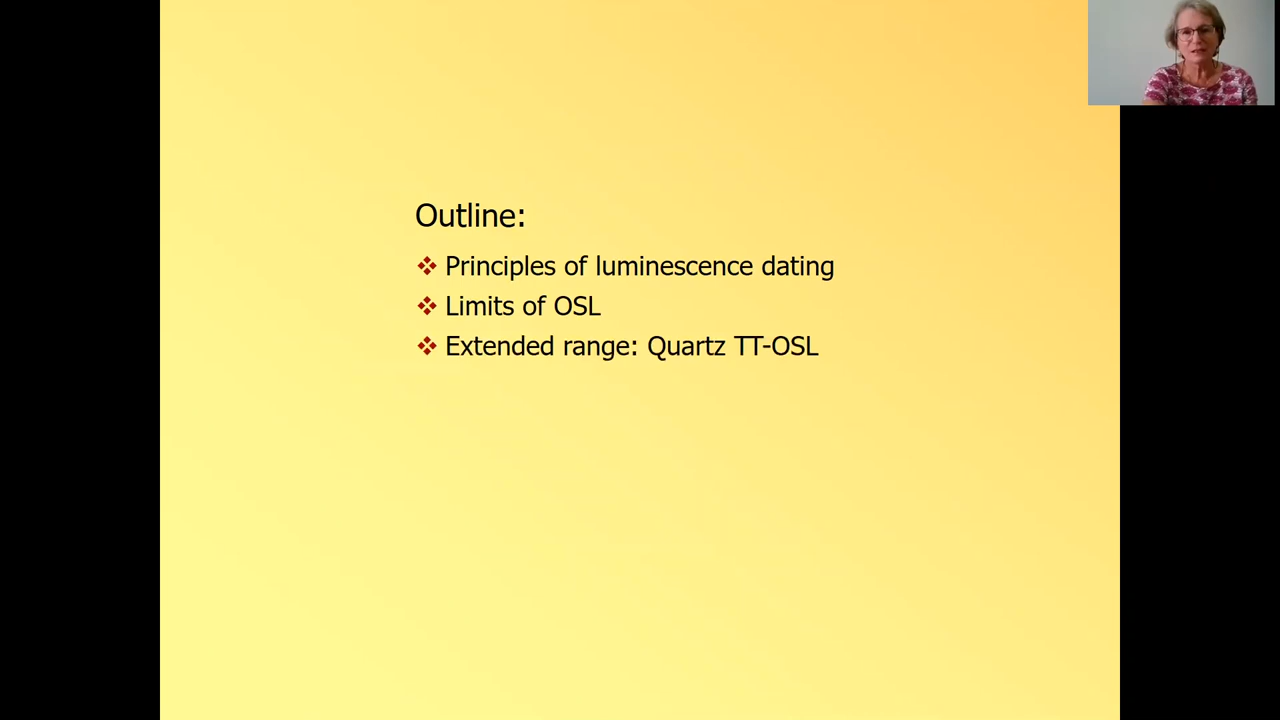 Outline:
❖ Principles of luminescence dating
❖ Limits of OSL
❖ Extended range: Quartz TT-OSL